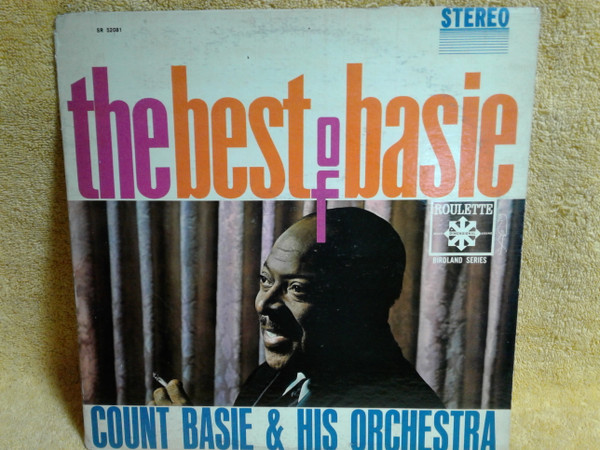 SR 52081
STEREO
the best of basie
ROULETTE
BIRDLAND SERIES
COUNT BASIE & HIS ORCHESTRA